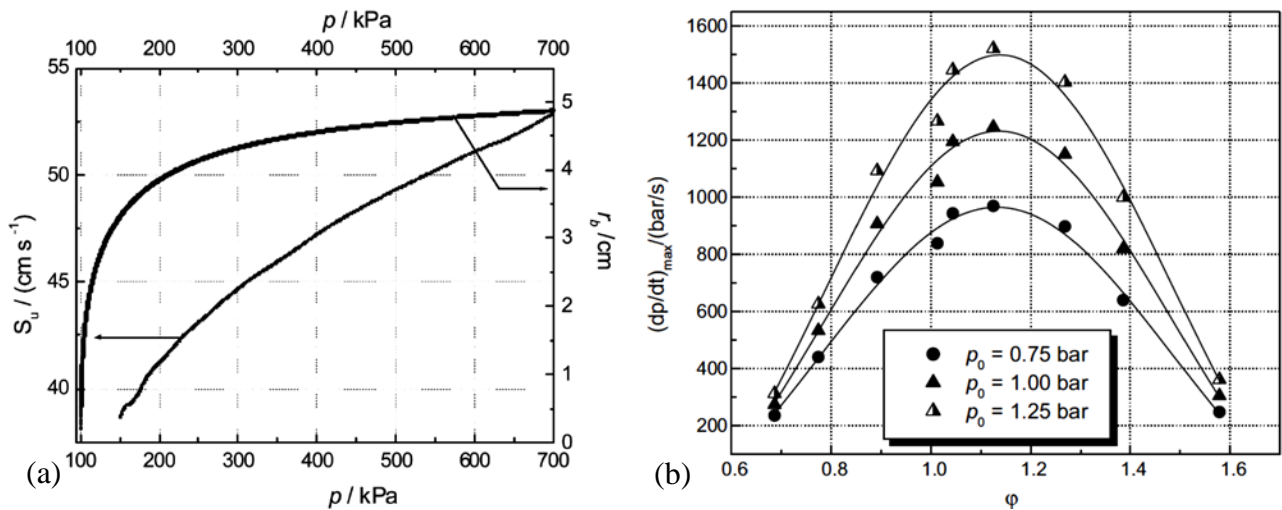 p / kPa
100 200 300 400 500 600 700
55
50
45
40
S_u / (cm s⁻¹)
5
4
3
2
1
0
r_b / cm
100 200 300 400 500 600 700
p / kPa
(a)
1600
1400
1200
1000
800
600
400
200
(dp/dt)_max/(bar/s)
p₀ = 0.75 bar
p₀ = 1.00 bar
p₀ = 1.25 bar
0.6 0.8 1.0 1.2 1.4 1.6
φ
(b)